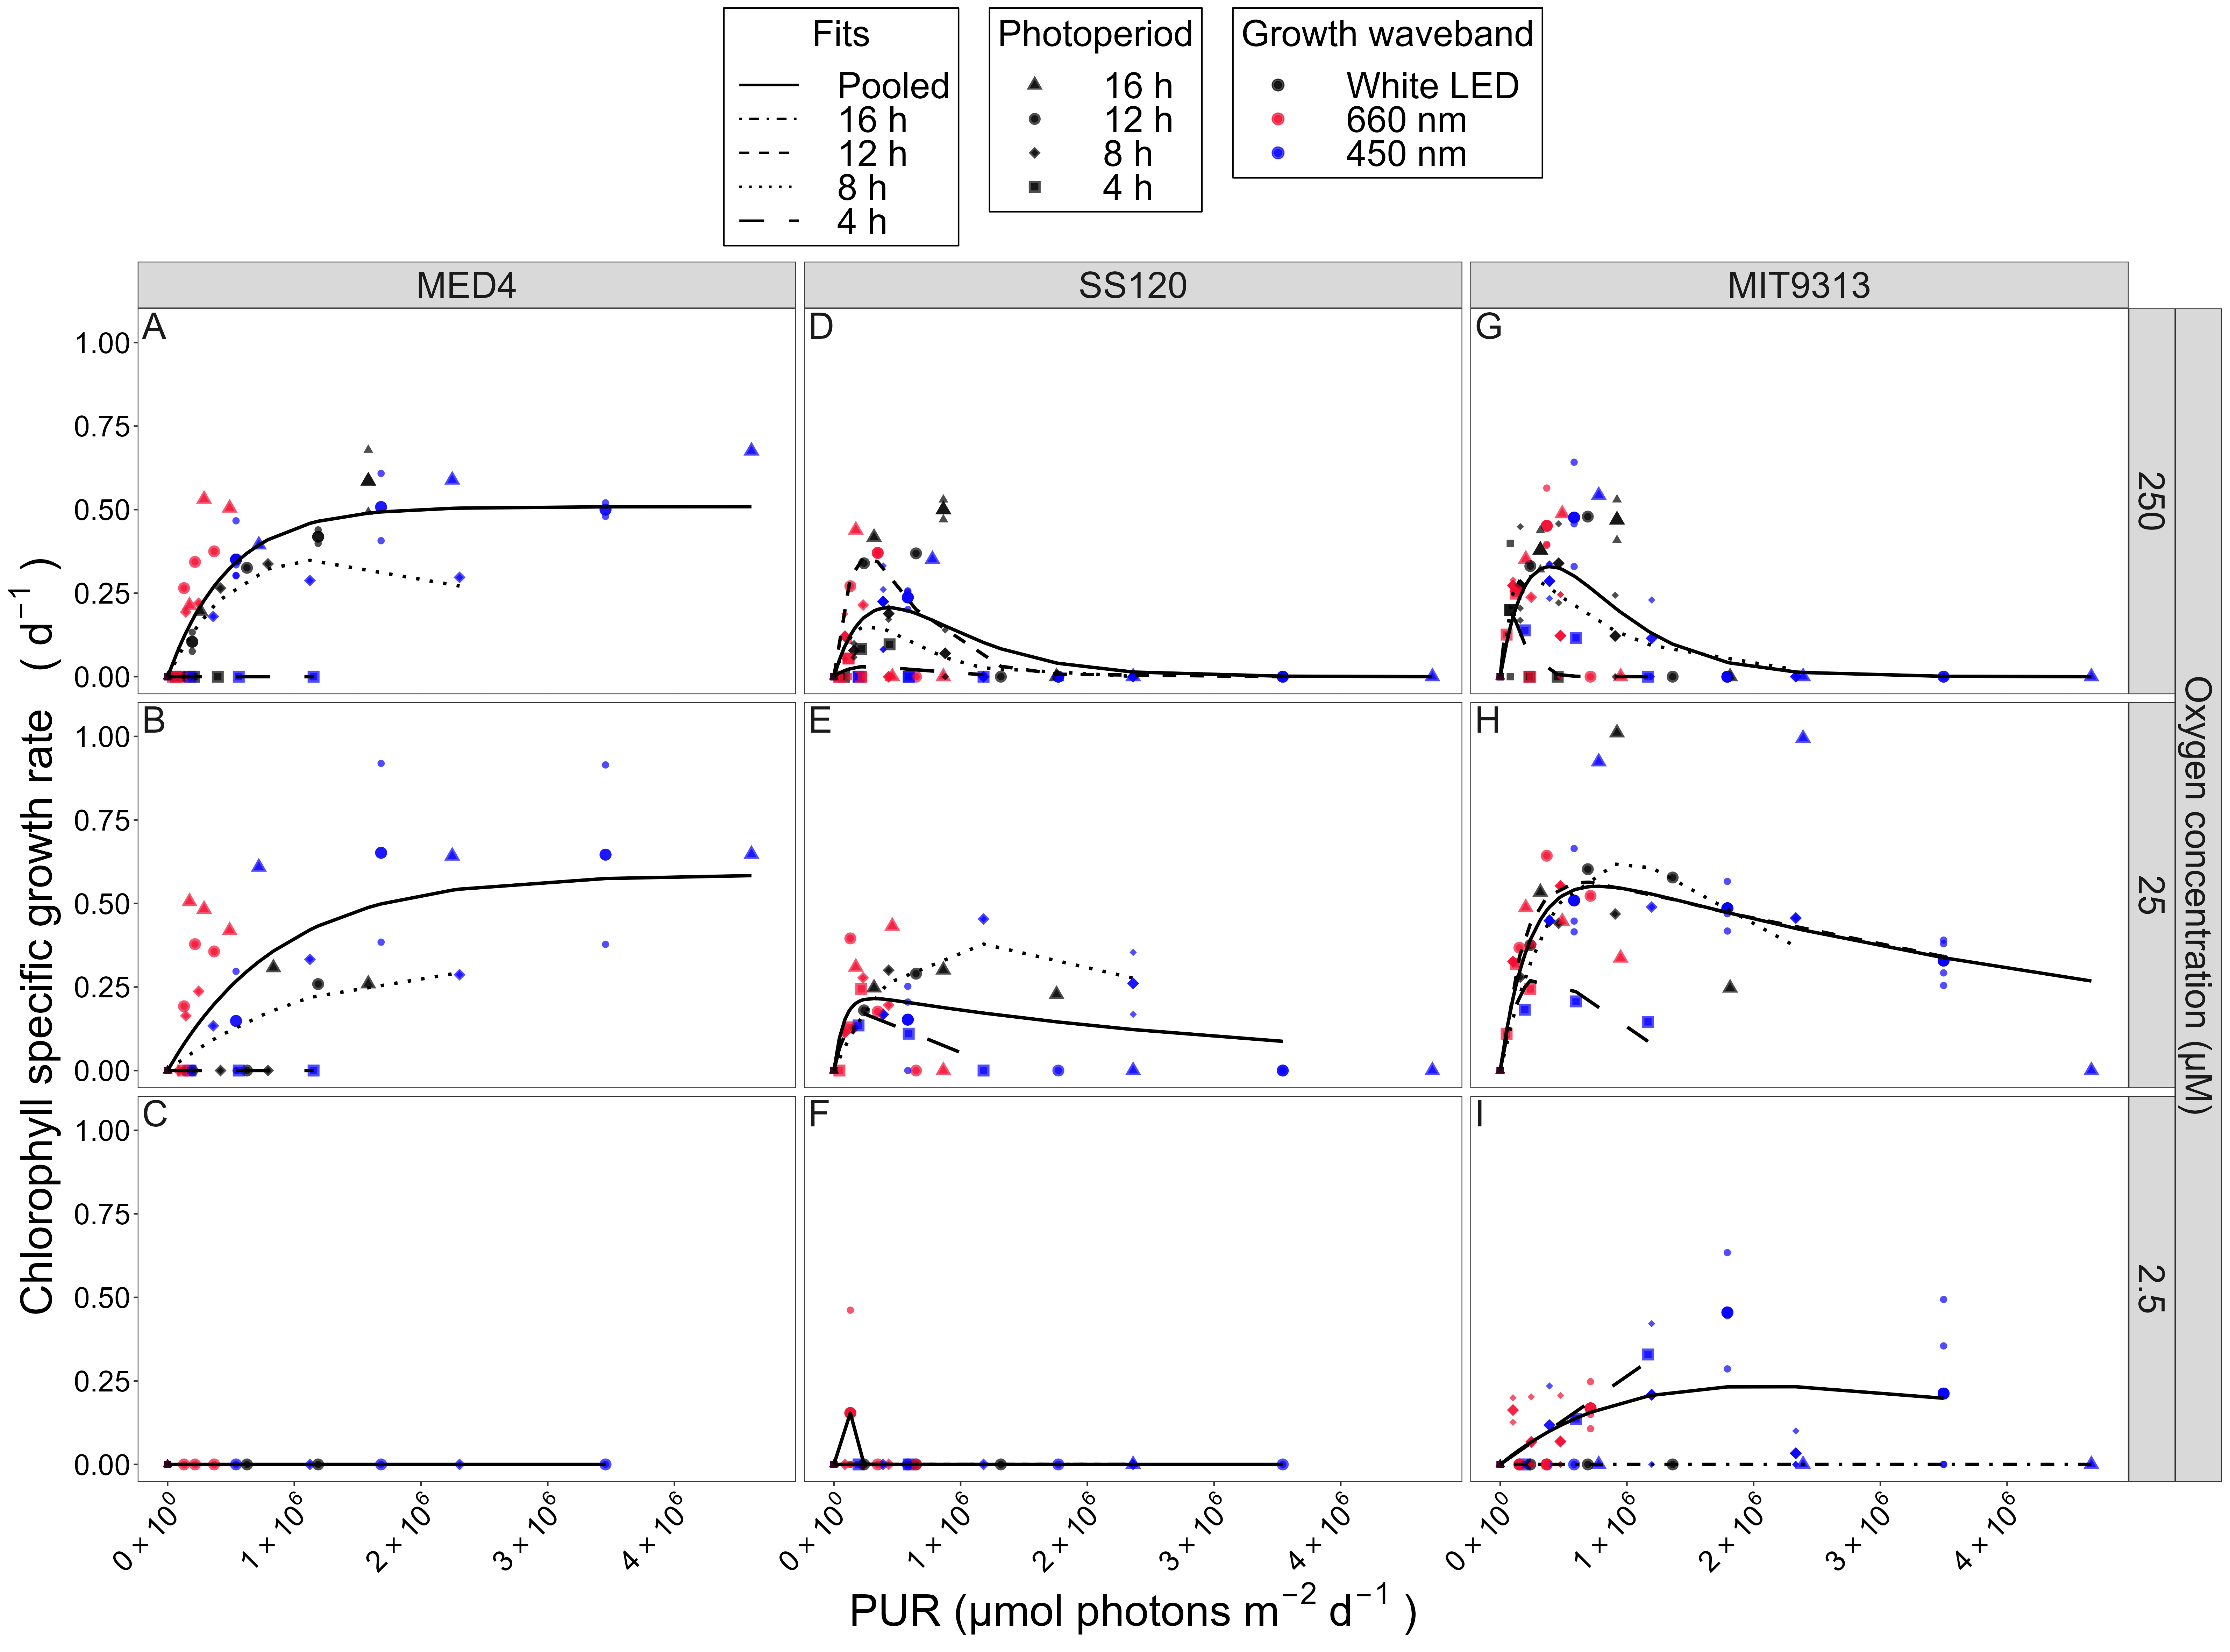 Fits
Pooled
16 h
12 h
8 h
4 h
Photoperiod
16 h
12 h
8 h
4 h
Growth waveband
White LED
660 nm
450 nm
MED4
SS120
MIT9313
A
D
G
1.00
0.75
0.50
0.25
0.00
250
B
E
H
1.00
0.75
0.50
0.25
0.00
25
C
F
I
1.00
0.75
0.50
0.25
0.00
2.5
Chlorophyll specific growth rate ( d⁻¹ )
Oxygen concentration (µM)
0 × 10⁰
1 × 10⁶
2 × 10⁶
3 × 10⁶
4 × 10⁶
0 × 10⁰
1 × 10⁶
2 × 10⁶
3 × 10⁶
4 × 10⁶
0 × 10⁰
1 × 10⁶
2 × 10⁶
3 × 10⁶
4 × 10⁶
PUR (µmol photons m⁻² d⁻¹ )